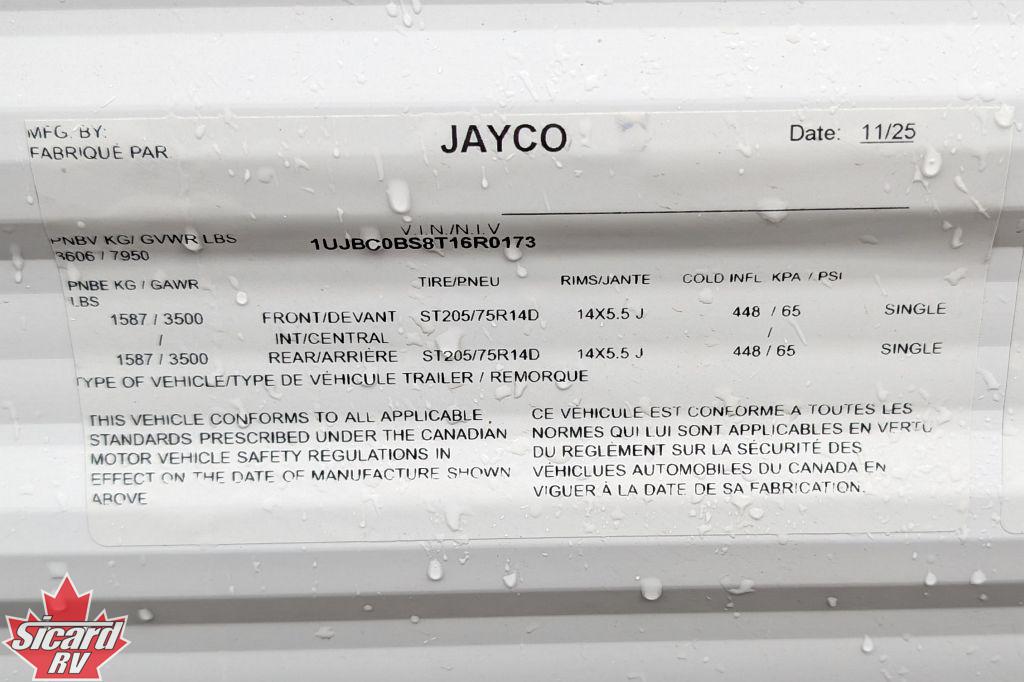 MFG. BY:
FABRIQUÉ PAR
JAYCO
Date: 11/25
V.I.N./N.I.V
PNBV KG/ GVWR LBS
3606 / 7950
1UJBC0BS8T16R0173
PNBE KG / GAWR LBS
TIRE/PNEU RIMS/JANTE COLD INFL. KPA / PSI
1587 / 3500 FRONT/DEVANT ST205/75R14D 14X5.5 J 448 / 65 SINGLE
/ INT/CENTRAL /
1587 / 3500 REAR/ARRIÈRE ST205/75R14D 14X5.5 J 448 / 65 SINGLE
TYPE OF VEHICLE/TYPE DE VÉHICULE TRAILER / REMORQUE
THIS VEHICLE CONFORMS TO ALL APPLICABLE
STANDARDS PRESCRIBED UNDER THE CANADIAN
MOTOR VEHICLE SAFETY REGULATIONS IN
EFFECT ON THE DATE OF MANUFACTURE SHOWN
ABOVE
CE VÉHICULE EST CONFORME A TOUTES LES
NORMES QUI LUI SONT APPLICABLES EN VERTU
DU REGLEMENT SUR LA SÉCURITÉ DES
VÉHICLUES AUTOMOBILES DU CANADA EN
VIGUER À LA DATE DE SA FABRICATION.
Sicard
RV